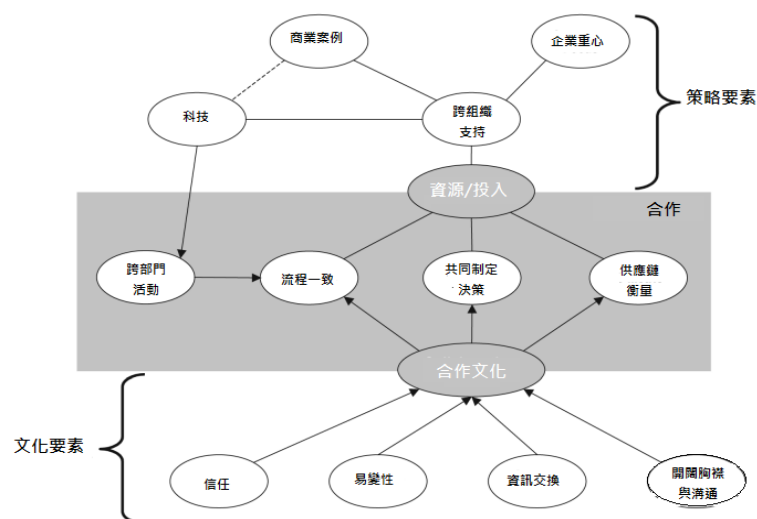 商業案例
企業重心
策略要素
科技
跨組織
支持
資源/投入
合作
跨部門
活動
流程一致
共同制定
決策
供應鏈
衡量
合作文化
文化要素
信任
易變性
資訊交換
開闊胸襟
與溝通